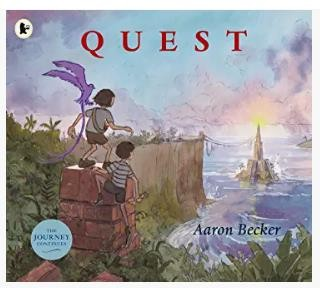 QUEST
Aaron Becker
THE
JOURNEY
CONTINUES